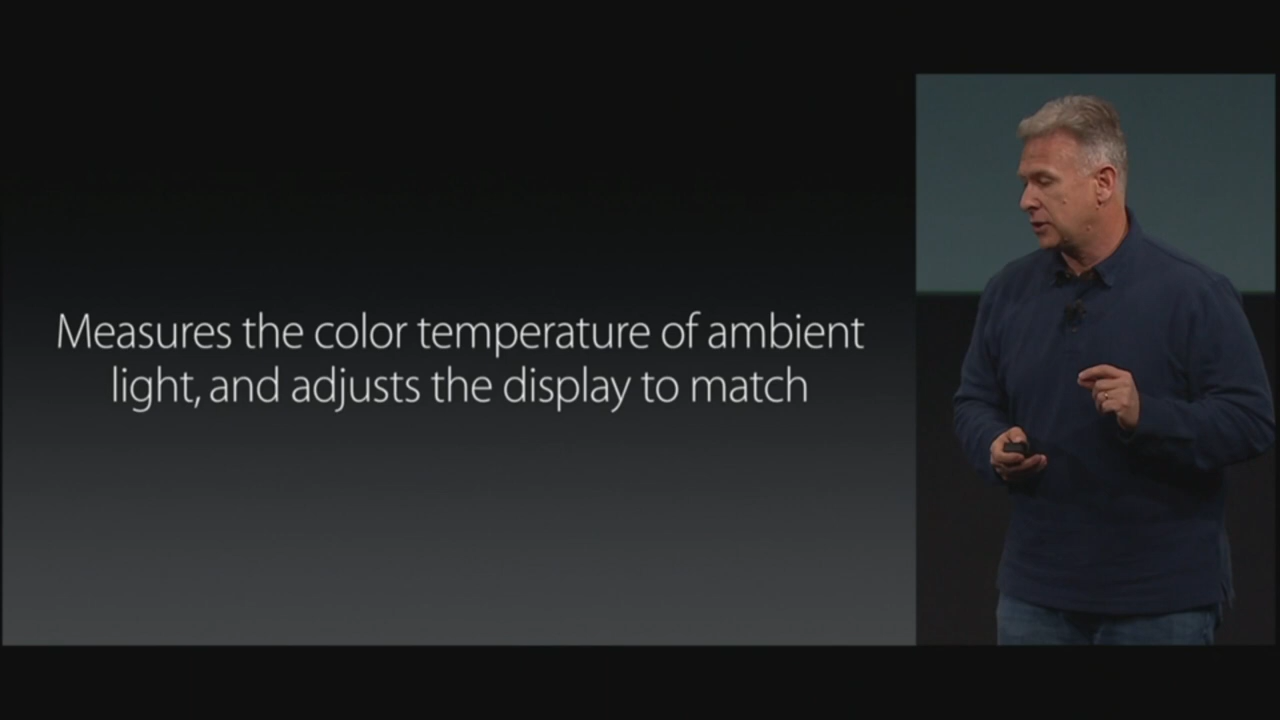 Measures the color temperature of ambient
light, and adjusts the display to match